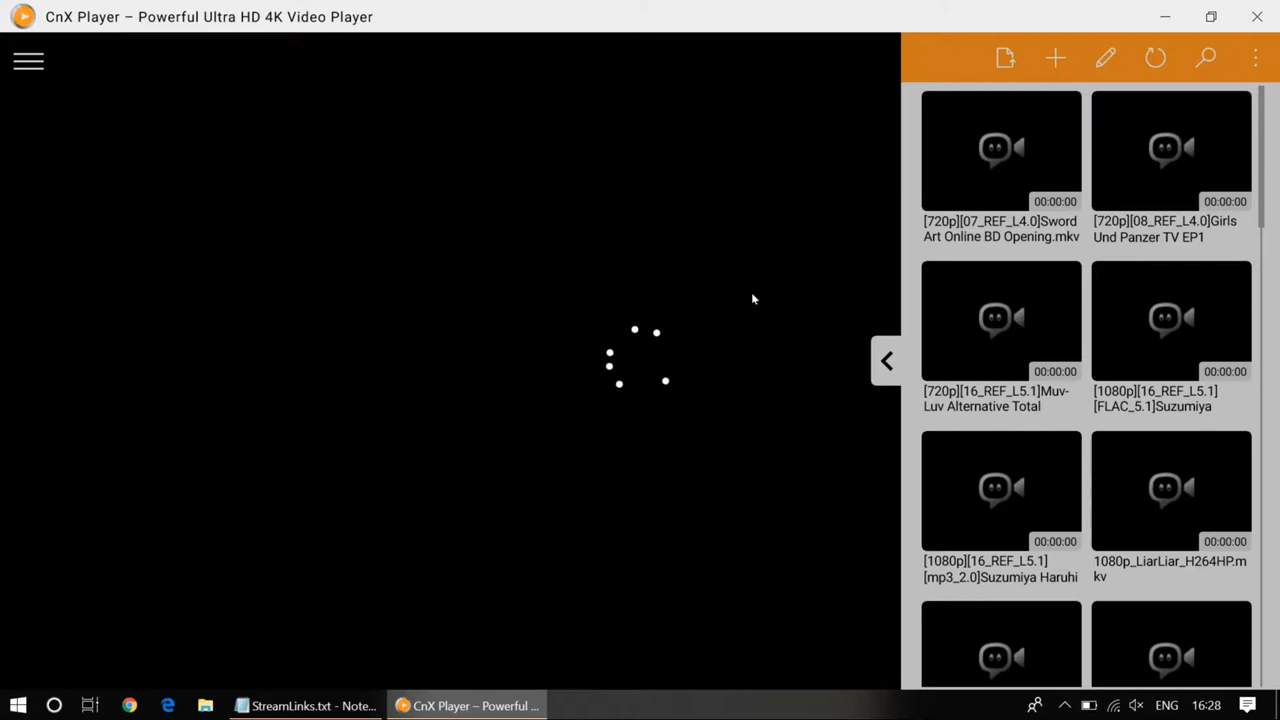 CnX Player – Powerful Ultra HD 4K Video Player
00:00:00
00:00:00
[720p][07_REF_L4.0]Sword
Art Online BD Opening.mkv
[720p][08_REF_L4.0]Girls
Und Panzer TV EP1
00:00:00
00:00:00
[720p][16_REF_L5.1]Muv-
Luv Alternative Total
[1080p][16_REF_L5.1]
[FLAC_5.1]Suzumiya
00:00:00
00:00:00
[1080p][16_REF_L5.1]
[mp3_2.0]Suzumiya Haruhi
1080p_LiarLiar_H264HP.m
kv
StreamLinks.txt - Note...
CnX Player – Powerful ...
ENG
16:28